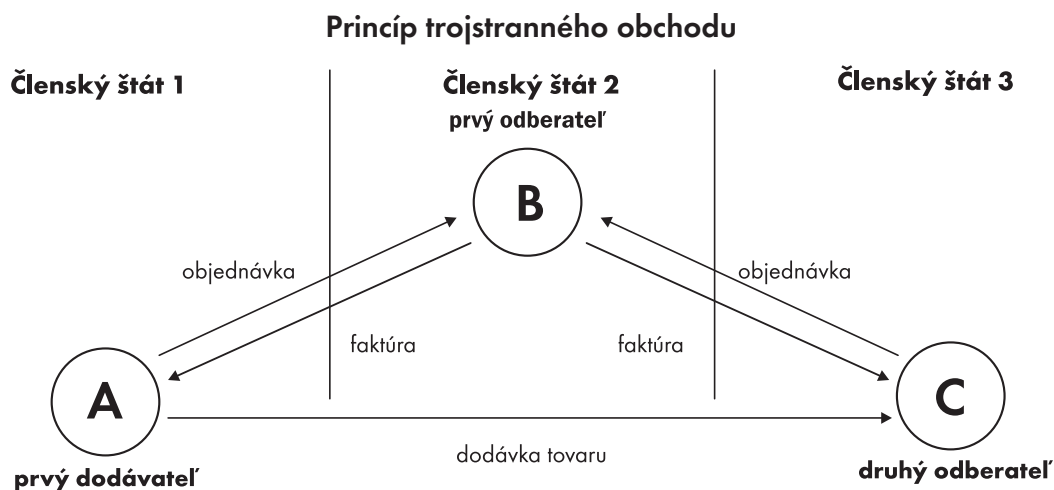 Princíp trojstranného obchodu
Členský štát 1
Členský štát 2
Členský štát 3
prvý odberateľ
B
objednávka
objednávka
faktúra
faktúra
A
C
dodávka tovaru
prvý dodávateľ
druhý odberateľ